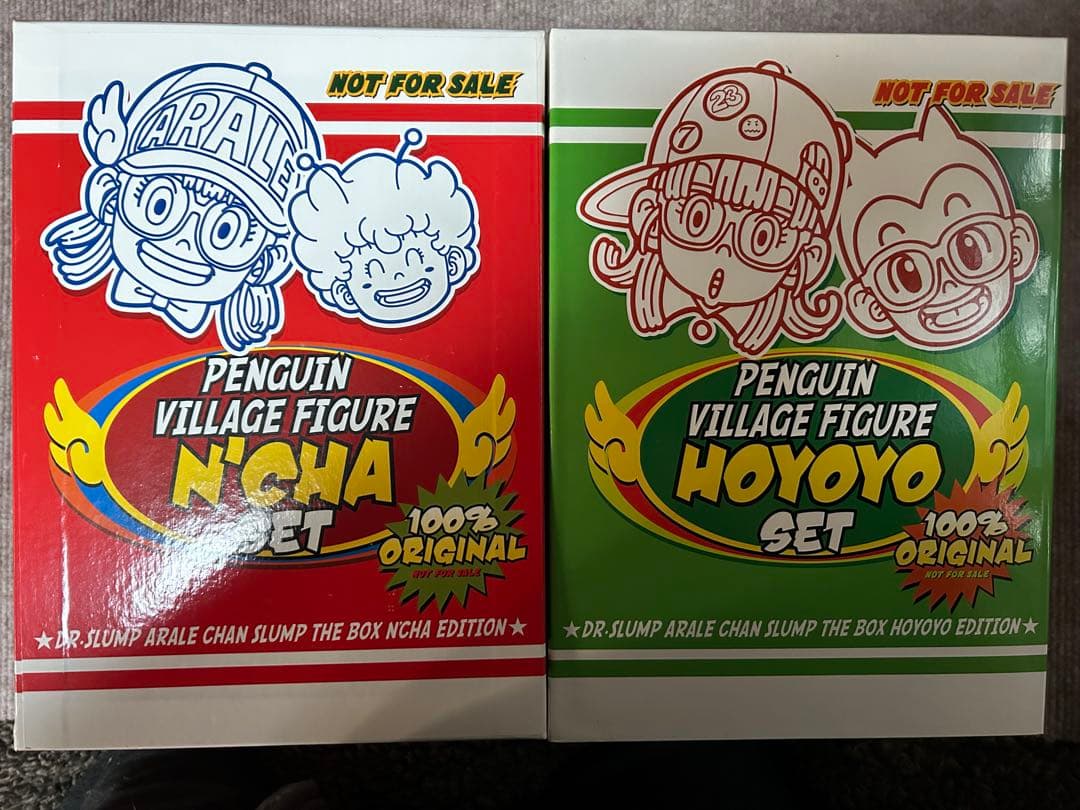 NOT FOR SALE
ARALE
PENGUIN
VILLAGE FIGURE
N'CHA
SET
100%
ORIGINAL
NOT FOR SALE
★DR.SLUMP ARALE CHAN SLUMP THE BOX N'CHA EDITION★
NOT FOR SALE
23
7
PENGUIN
VILLAGE FIGURE
HOYOYO
SET
100%
ORIGINAL
NOT FOR SALE
★DR.SLUMP ARALE CHAN SLUMP THE BOX HOYOYO EDITION★